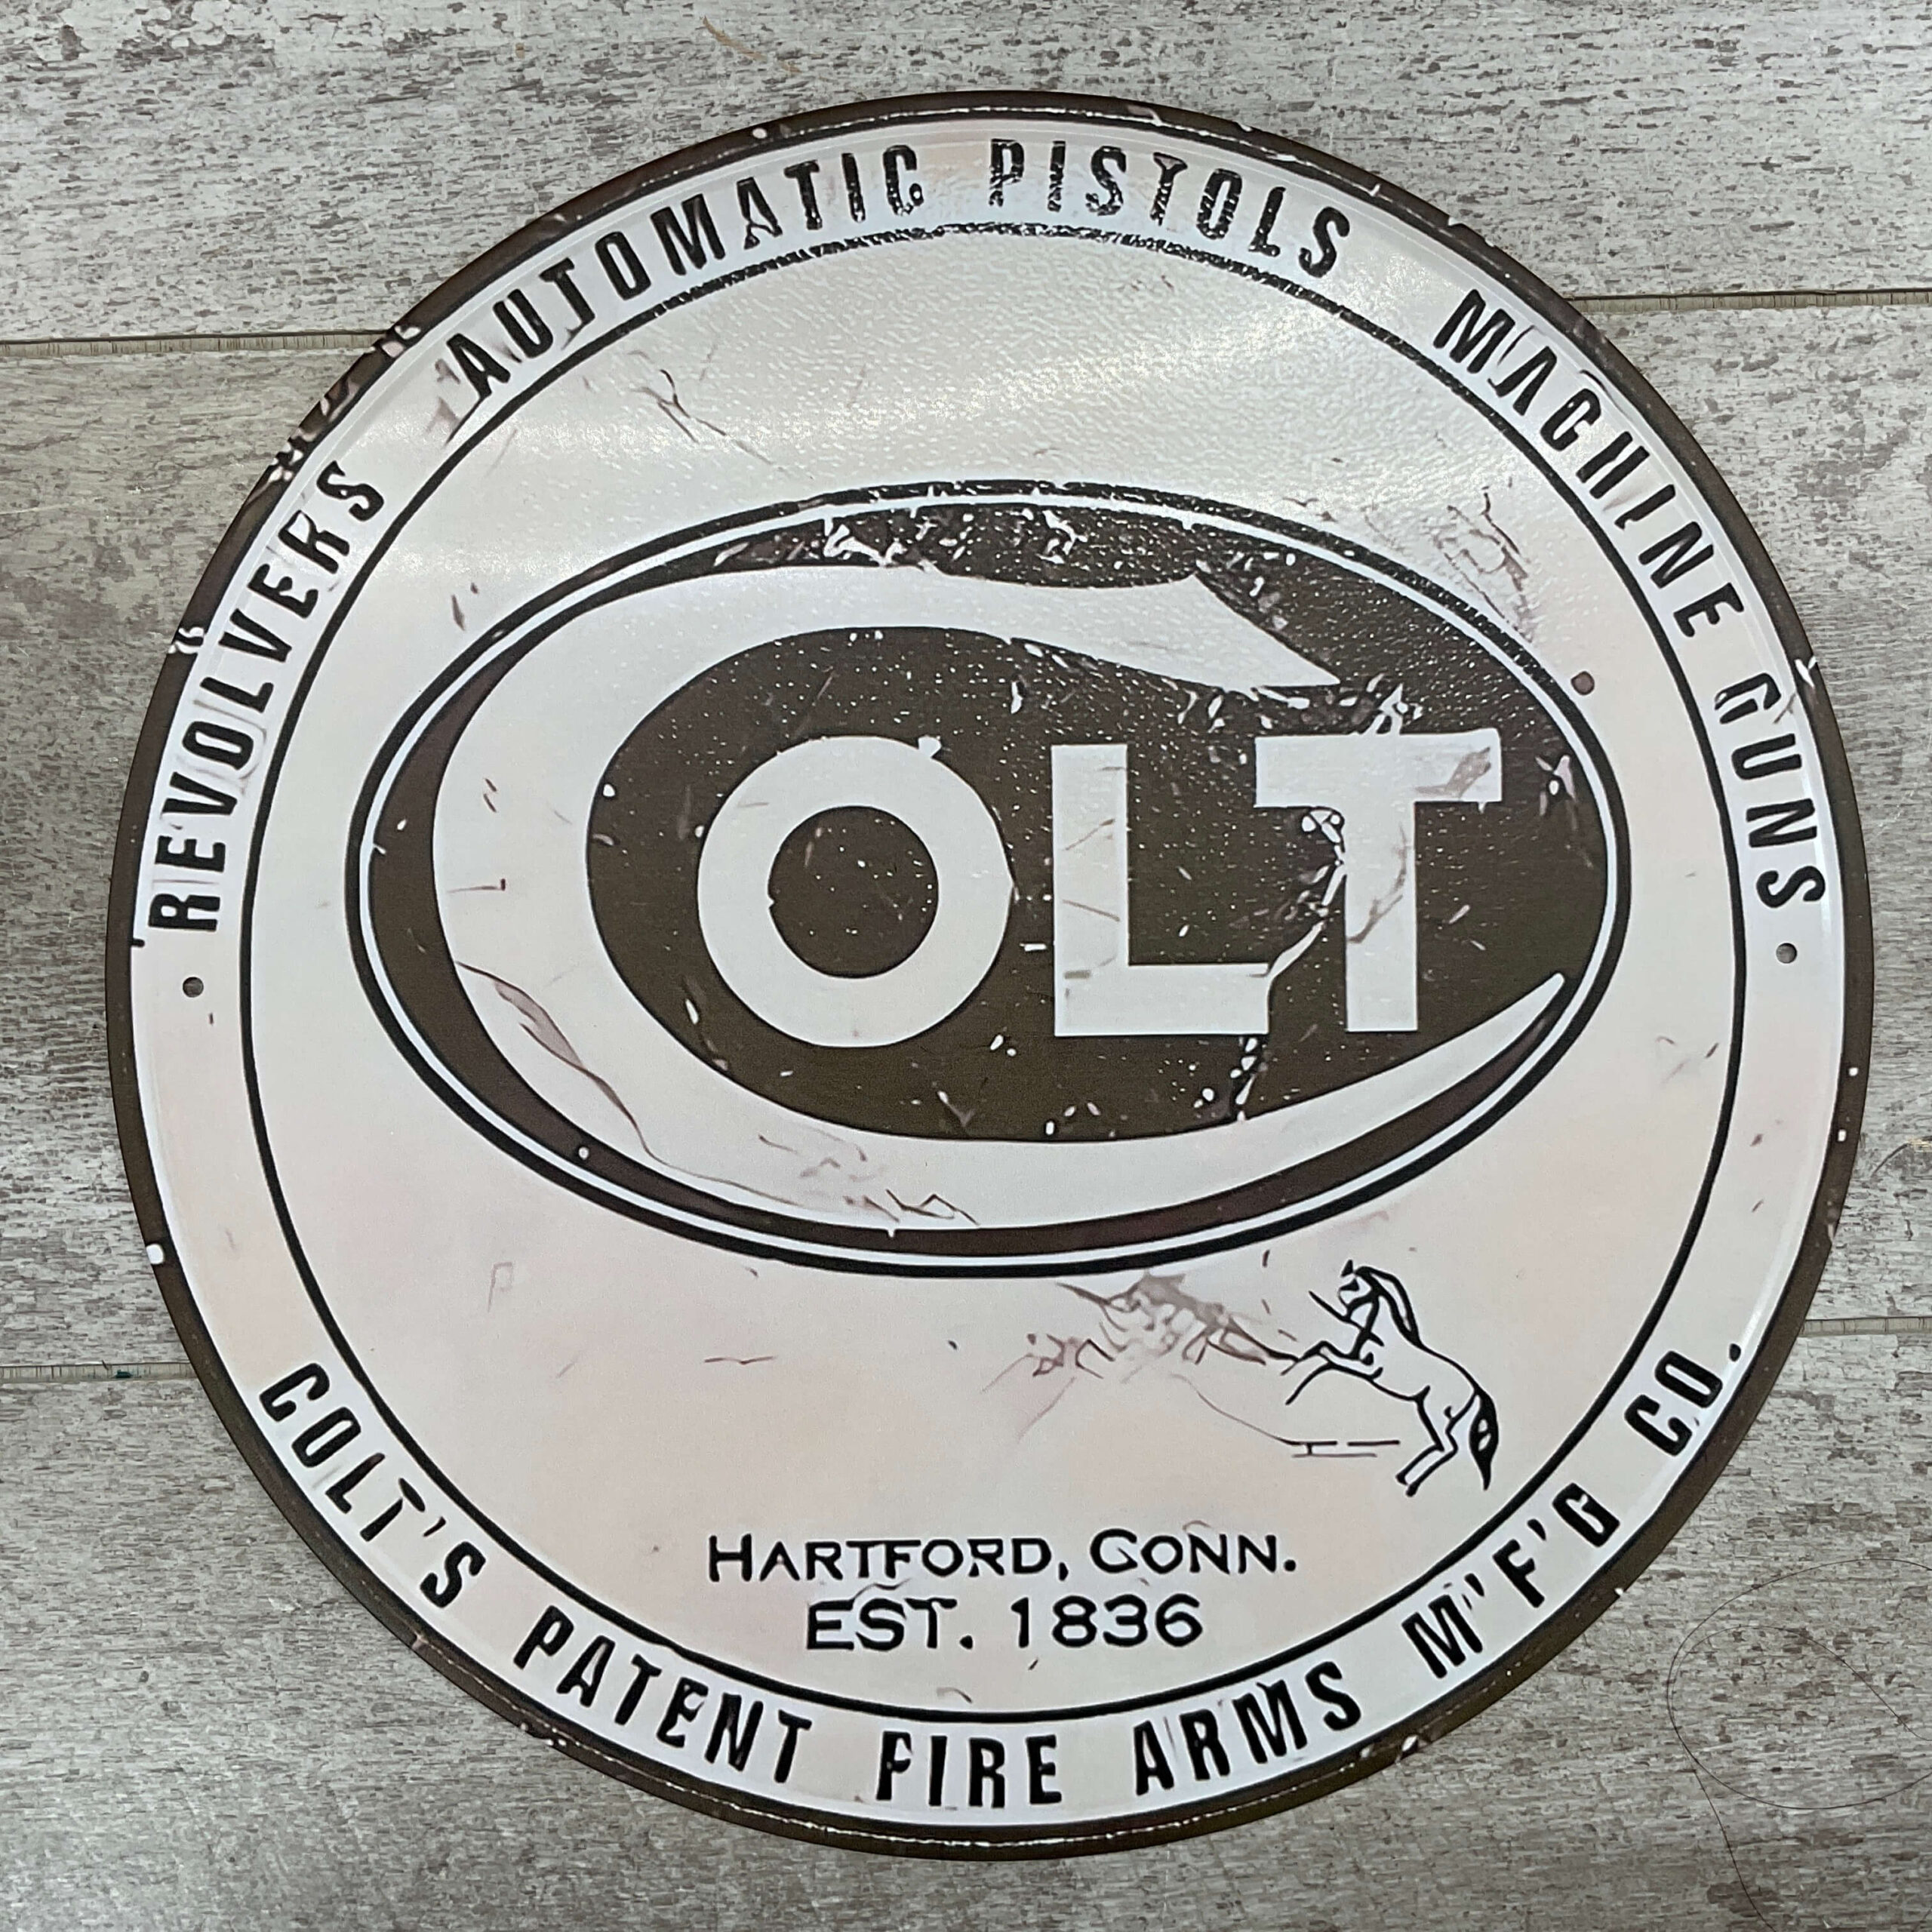 REVOLVERS AUTOMATIC PISTOLS MACHINE GUNS
COLT
HARTFORD, CONN.
EST. 1836
COLT'S PATENT FIRE ARMS M'F'G CO.